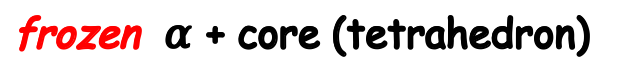 frozen α + core (tetrahedron)